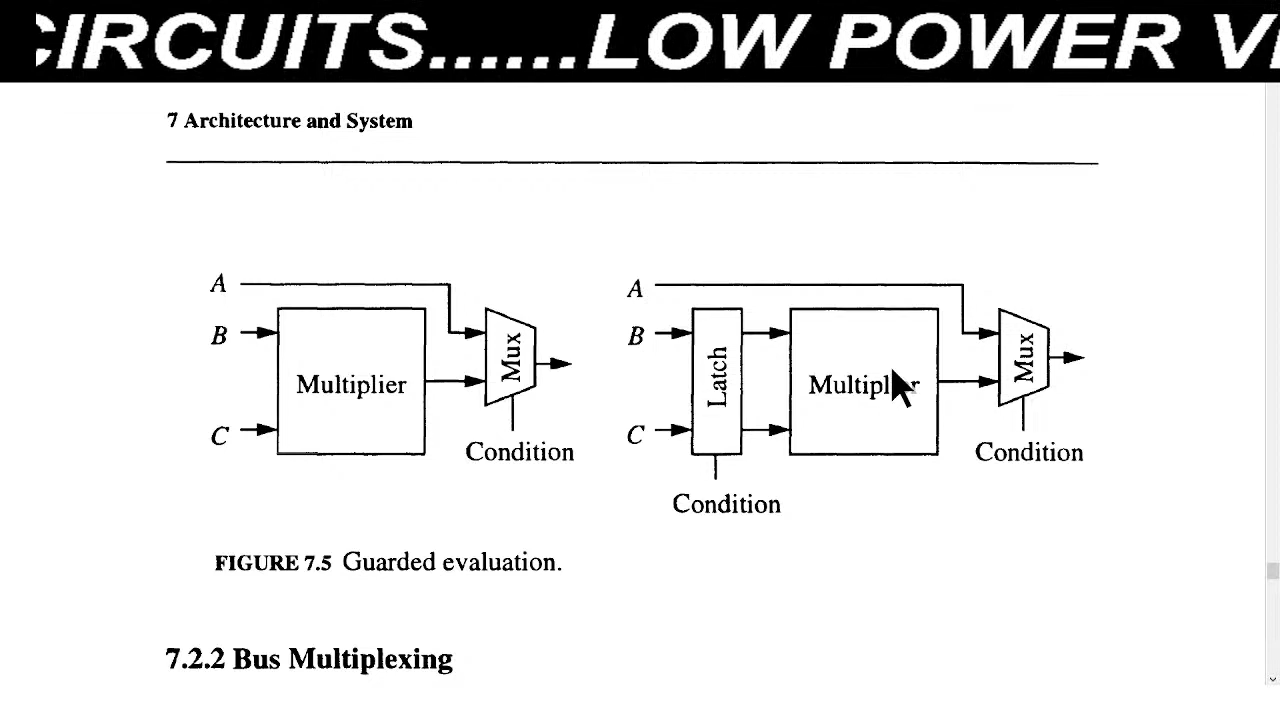 CIRCUITS......LOW POWER
7 Architecture and System
A
B
C
Multiplier
Mux
Condition
A
B
C
Latch
Condition
Mux
Condition
FIGURE 7.5 Guarded evaluation.
7.2.2 Bus Multiplexing